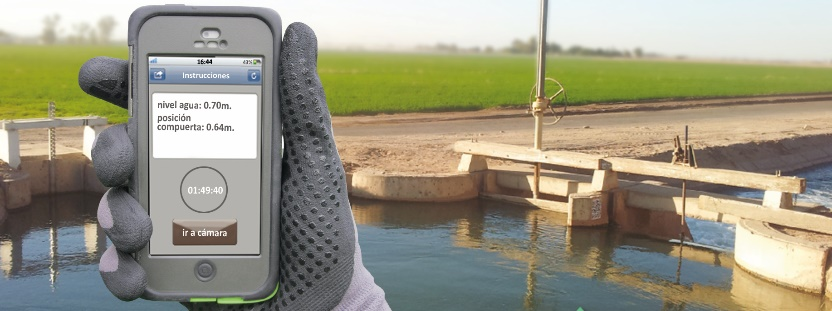 16:44 43%
Instrucciones
nivel agua: 0.70m.
posición
compuerta: 0.64m.
01:49:40
ir a cámara